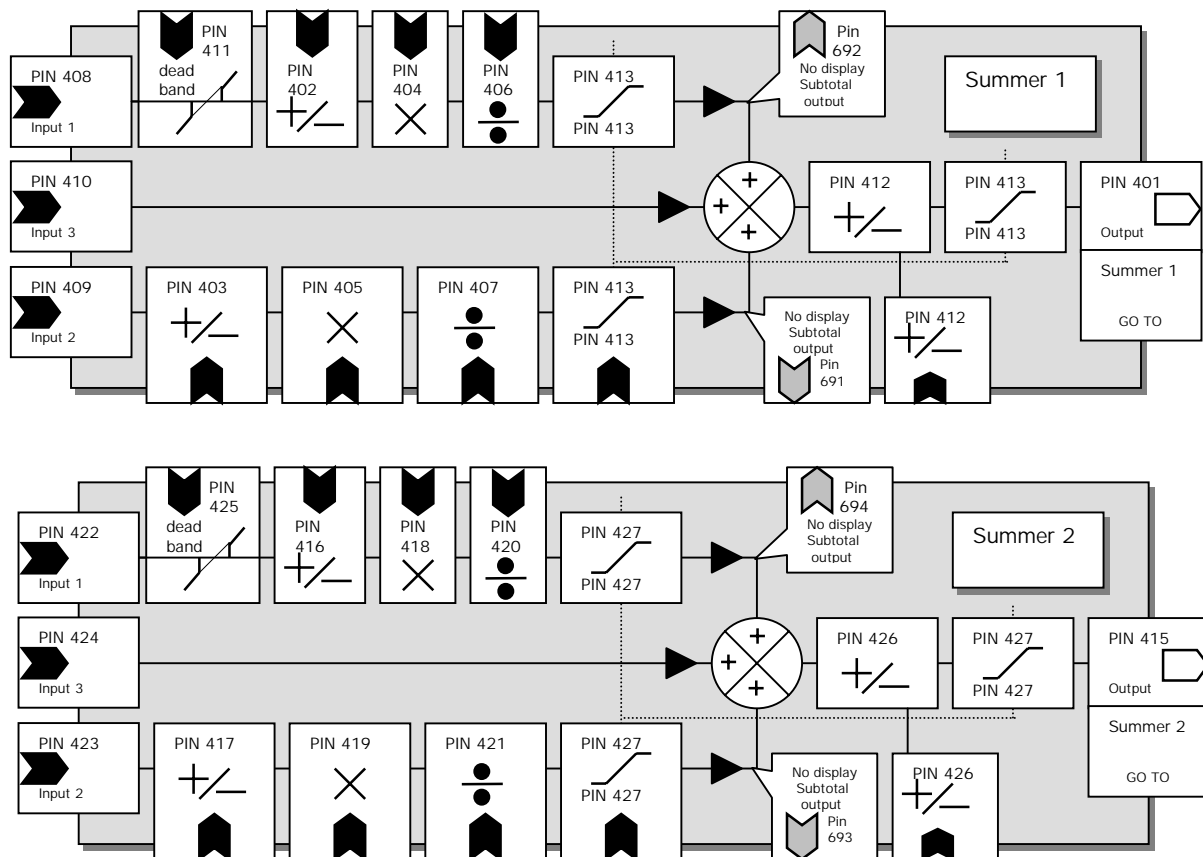 PIN 408
Input 1
PIN
411
dead
band
PIN
402
PIN
404
PIN
406
PIN 413
PIN 413
Pin
692
No display
Subtotal
output
Summer 1
PIN 410
Input 3
+
+
+
PIN 412
PIN 413
PIN 413
PIN 401
Output
Summer 1
GO TO
PIN 409
Input 2
PIN 403
PIN 405
PIN 407
PIN 413
PIN 413
No display
Subtotal
output
Pin
691
PIN 412
PIN 422
Input 1
PIN
425
dead
band
PIN
416
PIN
418
PIN
420
PIN 427
PIN 427
Pin
694
No display
Subtotal
output
Summer 2
PIN 424
Input 3
+
+
+
PIN 426
PIN 427
PIN 427
PIN 415
Output
Summer 2
GO TO
PIN 423
Input 2
PIN 417
PIN 419
PIN 421
PIN 427
PIN 427
No display
Subtotal
output
Pin
693
PIN 426